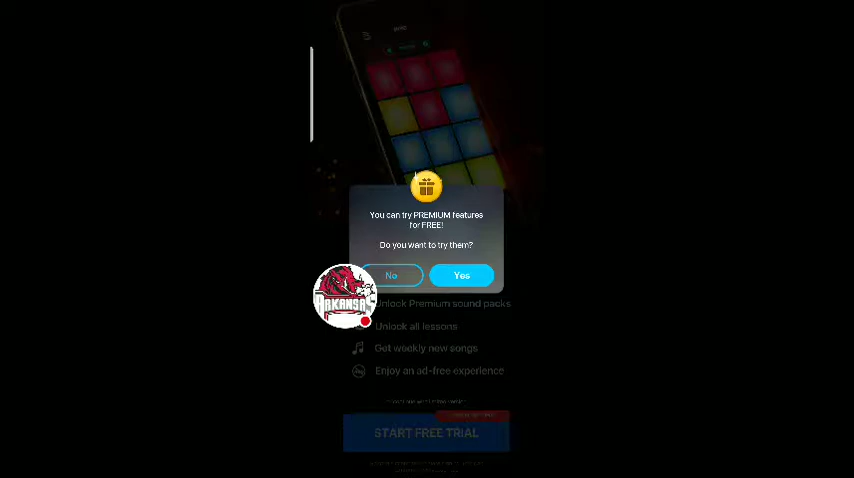 You can try PREMIUM features
for FREE!
Do you want to try them?
No
Yes
ARKANSAS
Unlock Premium sound packs
Unlock all lessons
Get weekly new songs
Enjoy an ad-free experience
START FREE TRIAL